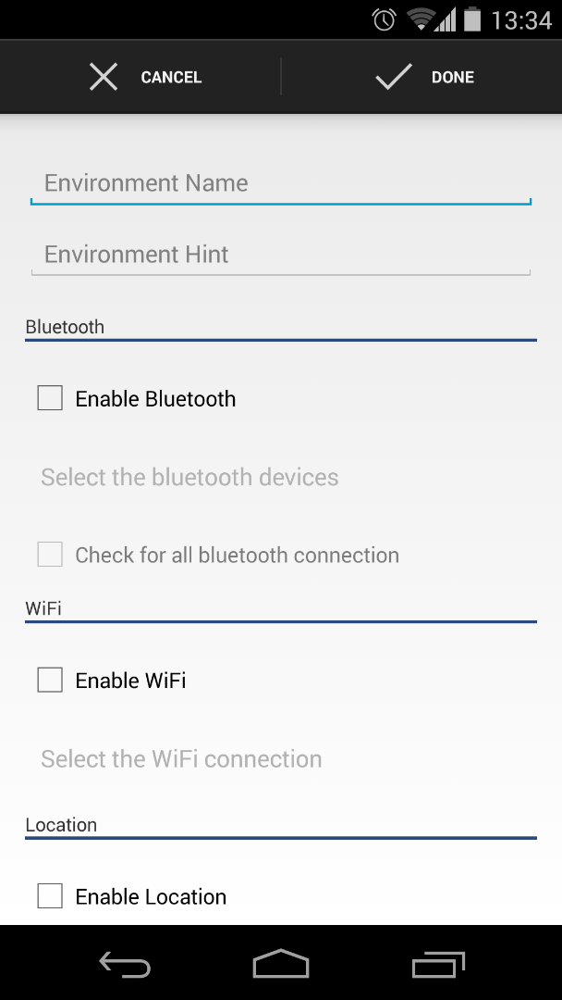 13:34
CANCEL DONE
Environment Name
Environment Hint
Bluetooth
Enable Bluetooth
Select the bluetooth devices
Check for all bluetooth connection
WiFi
Enable WiFi
Select the WiFi connection
Location
Enable Location